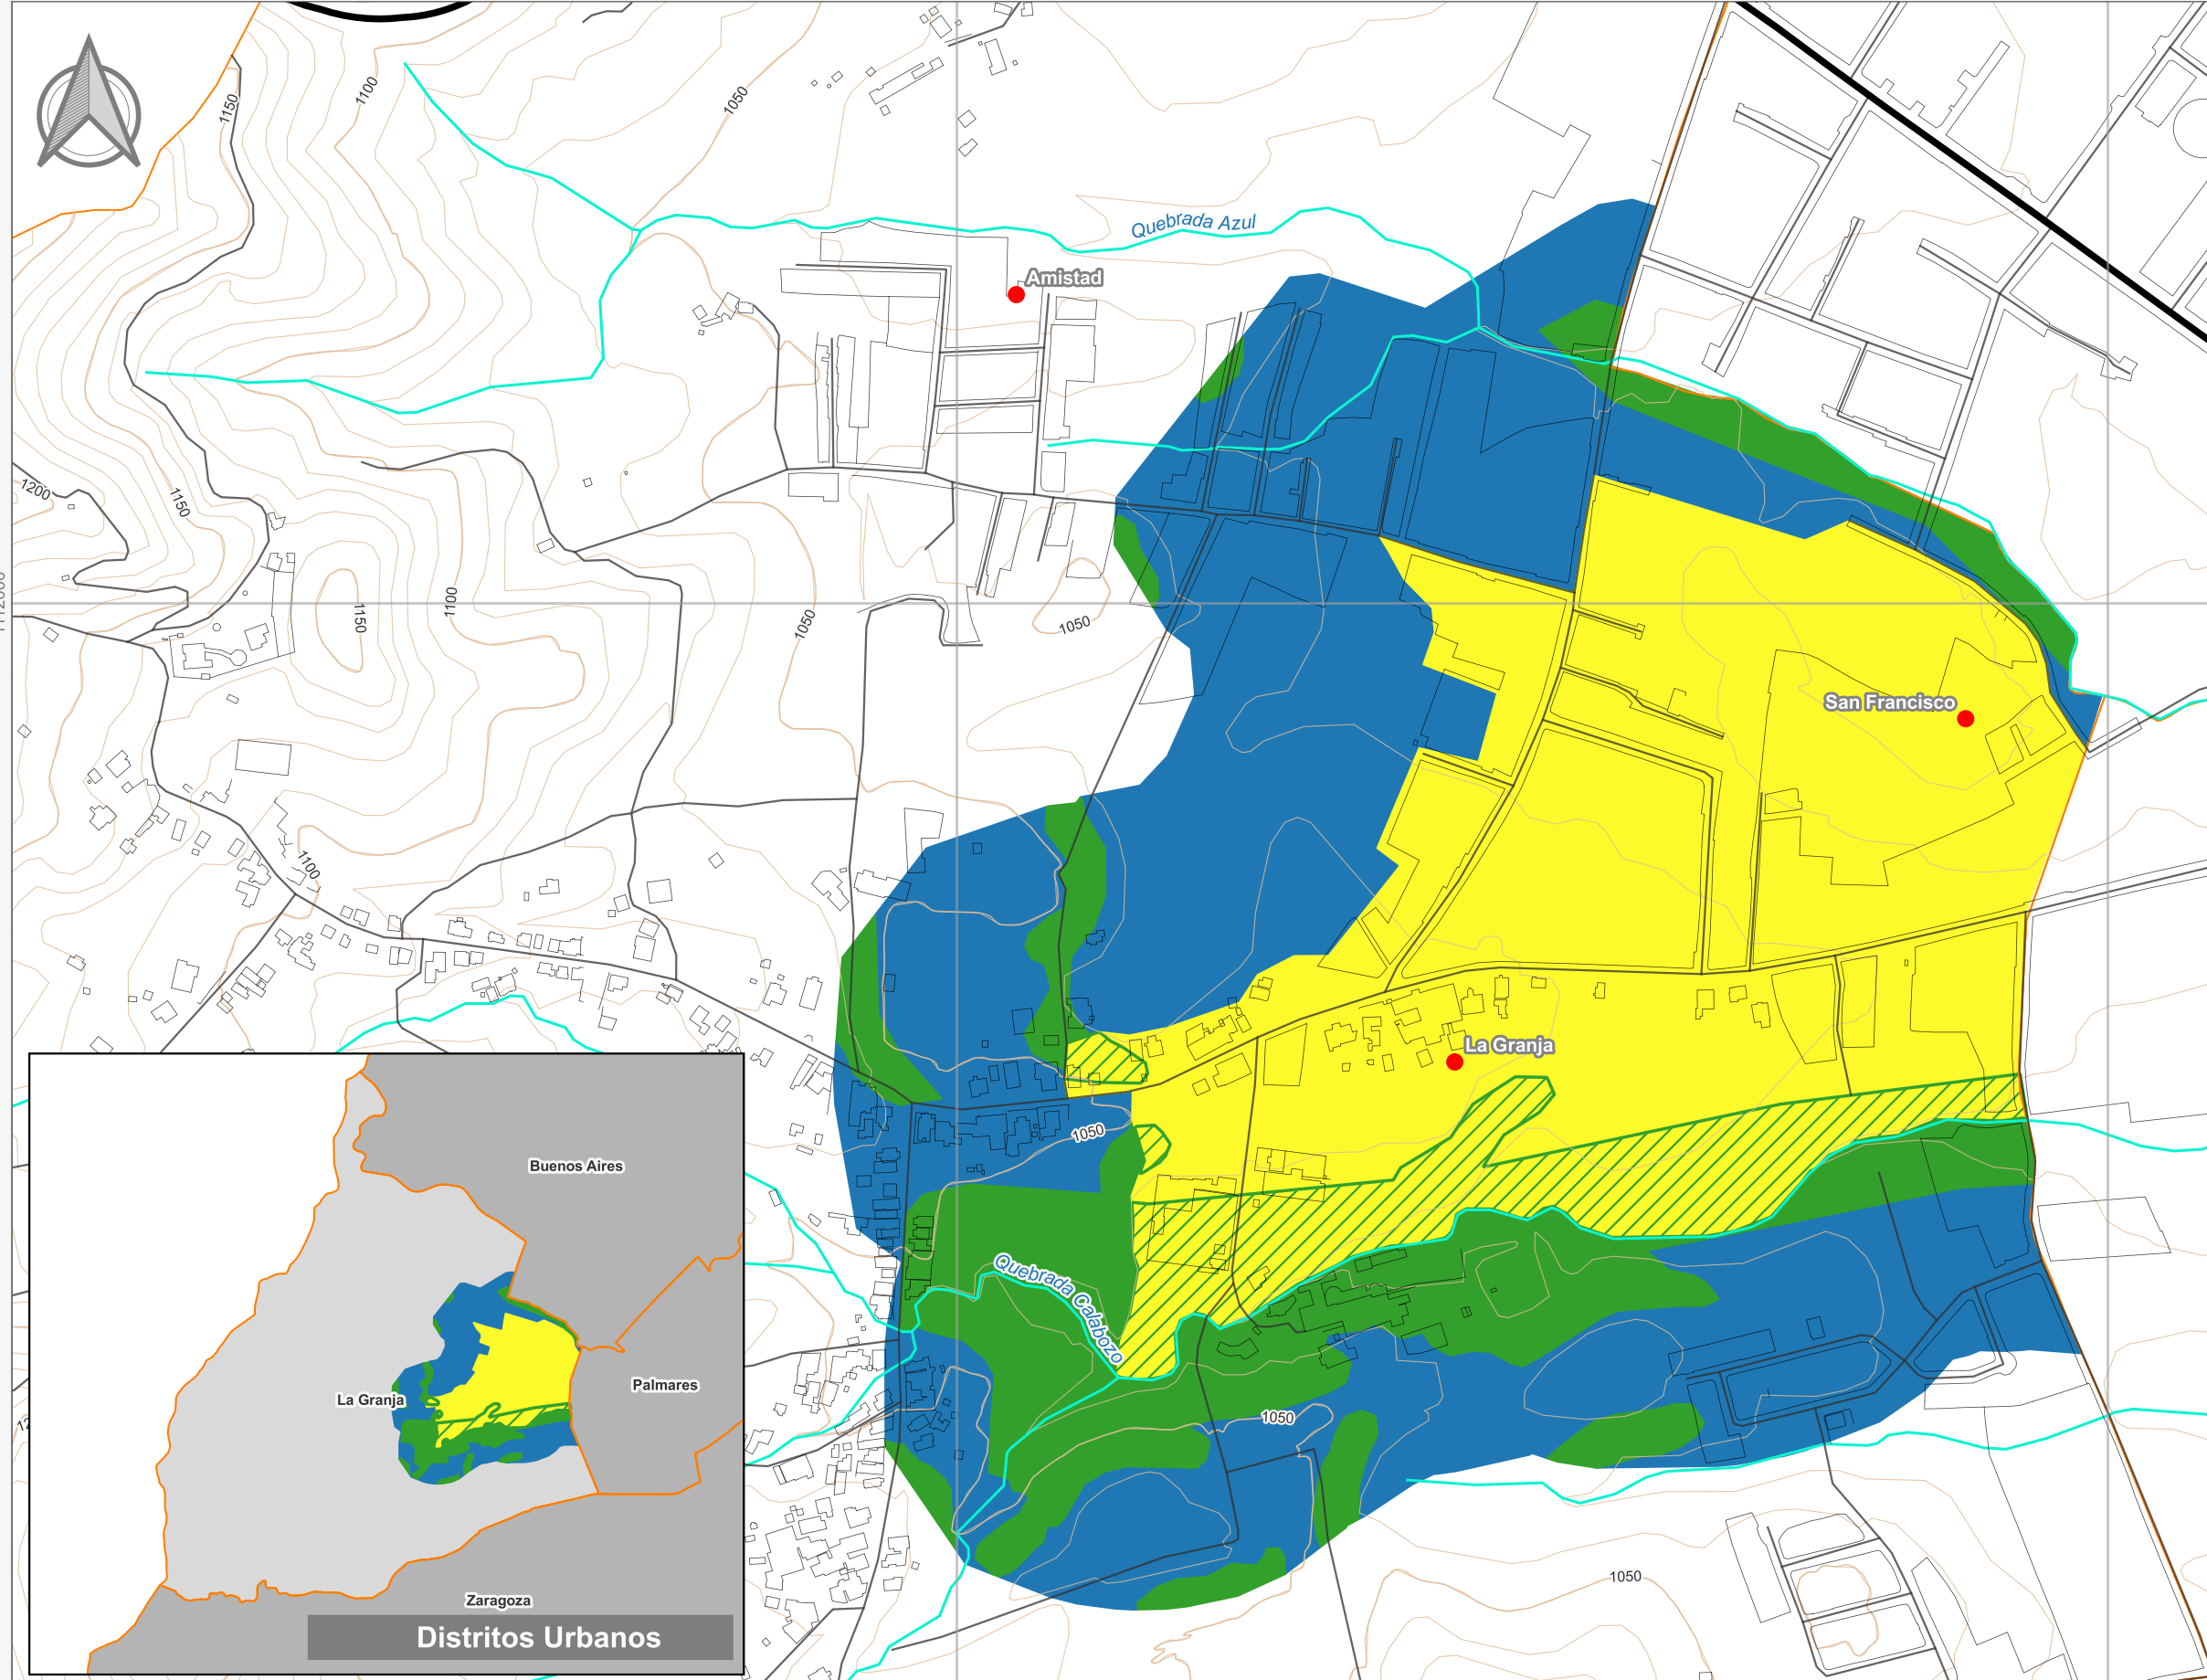 1150
1100
1050
Quebrada Azul
Amistad
1200
1150
1150
1100
1050
1050
San Francisco
1100
La Granja
1050
Quebrada Calabozo
1050
1050
Buenos Aires
La Granja
Palmares
Zaragoza
Distritos Urbanos